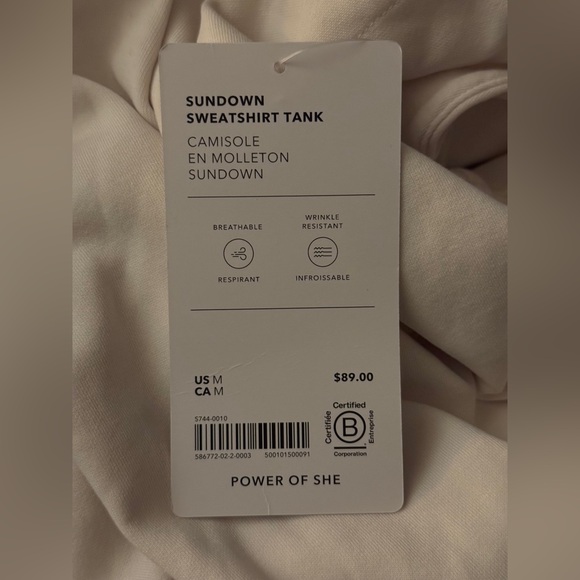 SUNDOWN
SWEATSHIRT TANK
CAMISOLE
EN MOLLETON
SUNDOWN
BREATHABLE
RESPIRANT
WRINKLE
RESISTANT
INFROISSABLE
US M
CA M
$89.00
S744-0010
586772-02-2-0003 500101500091
Certified
Certifiée
B
Entreprise
Corporation
POWER OF SHE